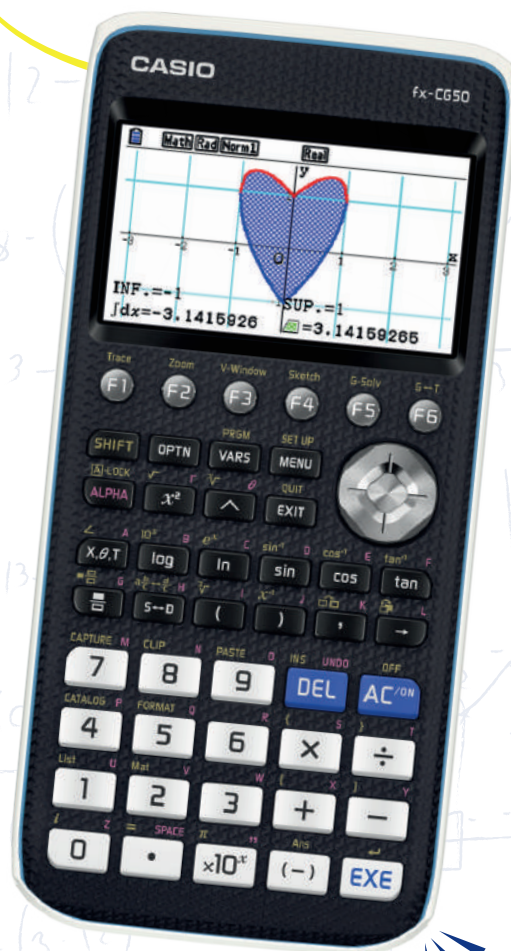 CASIO
fx-CG50
Math Rad Norm1 Real
y
-3 -2 -1 O 1 2 3 x
INF.=-1 SUP.=1
∫dx=-3.1415926 =3.14159265
Trace Zoom V-Window Sketch G-Solv G↔T
F1 F2 F3 F4 F5 F6
PRGM SET UP
SHIFT OPTN VARS MENU
A-LOCK √ r ∛ θ QUIT
ALPHA x² ^ EXIT
∠ A 10ˣ B eˣ C sin⁻¹ D cos⁻¹ E tan⁻¹ F
X,θ,T log ln sin cos tan
G H I x⁻¹ J K L
S↔D ( ) , →
CAPTURE M CLIP N PASTE O INS UNDO OFF
7 8 9 DEL AC/ON
CATALOG P FORMAT Q R { S } T
4 5 6 × ÷
List U Mat V W [ X ] Y
1 2 3 + −
i Z = SPACE π " Ans ↵
0 • ×10ˣ (−) EXE